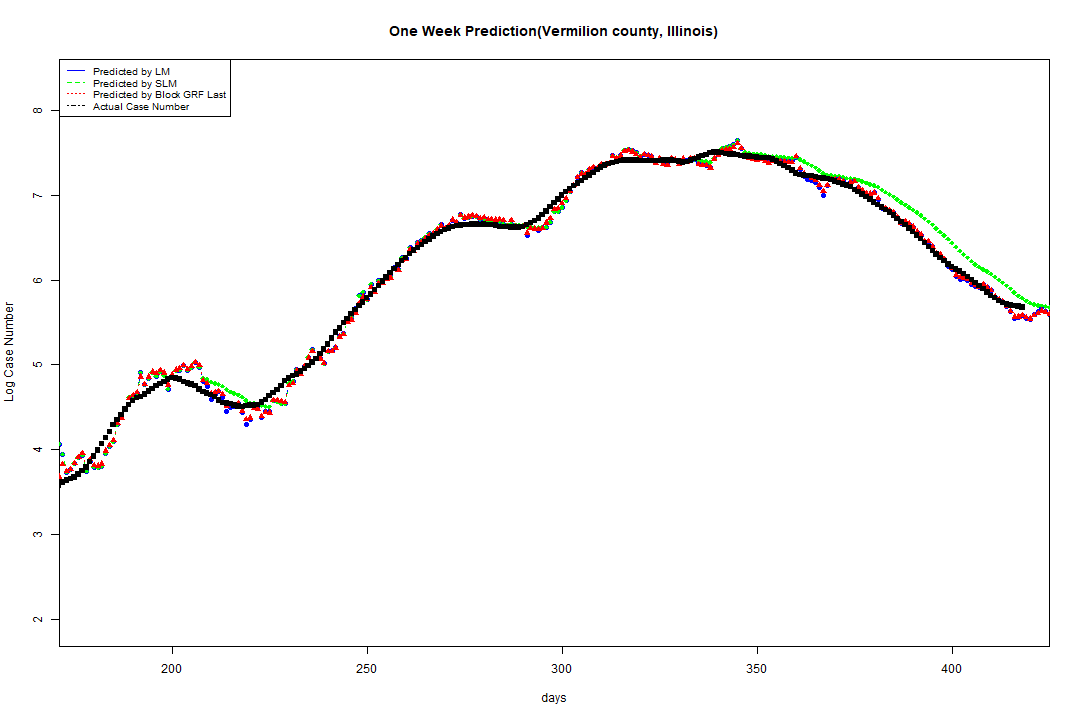 One Week Prediction(Vermilion county, Illinois)
Predicted by LM
Predicted by SLM
Predicted by Block GRF Last
Actual Case Number
8
7
6
5
4
3
2
Log Case Number
200 250 300 350 400
days